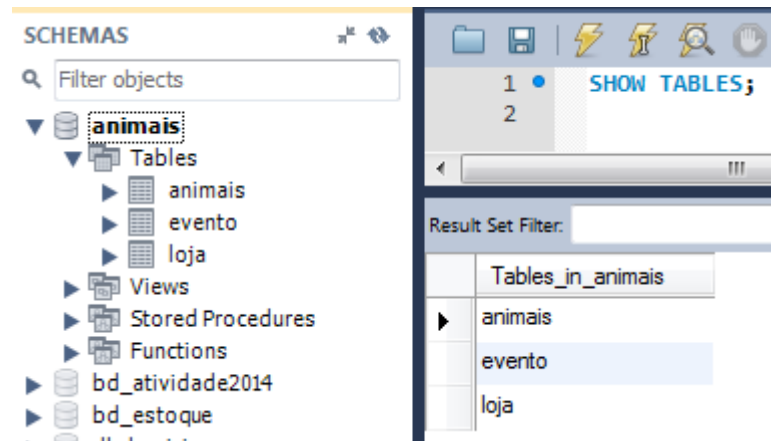 SCHEMAS
Filter objects
animais
Tables
animais
evento
loja
Views
Stored Procedures
Functions
bd_atividade2014
bd_estoque
1 SHOW TABLES;
2
Result Set Filter:
Tables_in_animais
animais
evento
loja